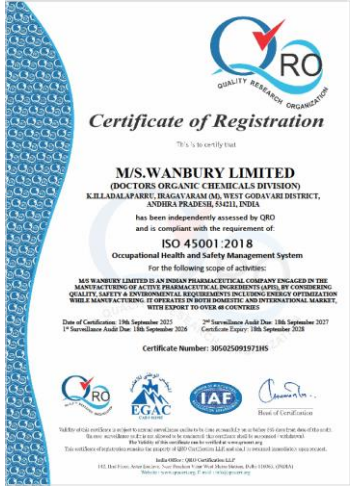 QRO
QUALITY RESEARCH ORGANIZATION
Certificate of Registration
This is to certify that
M/S.WANBURY LIMITED
(DOCTORS ORGANIC CHEMICALS DIVISION)
K.ILLADALAPARRU, IRAGAVARAM (M), WEST GODAVARI DISTRICT,
ANDHRA PRADESH, 534211, INDIA
has been independently assessed by QRO
and is compliant with the requirement of:
ISO 45001:2018
Occupational Health and Safety Management System
For the following scope of activities:
M/S WANBURY LIMITED IS AN INDIAN PHARMACEUTICAL COMPANY ENGAGED IN THE
MANUFACTURING OF ACTIVE PHARMACEUTICAL INGREDIENTS (APIS), BY CONSIDERING
QUALITY, SAFETY & ENVIRONMENTAL REQUIREMENTS INCLUDING ENERGY OPTIMIZATION
WHILE MANUFACTURING. IT OPERATES IN BOTH DOMESTIC AND INTERNATIONAL MARKET,
WITH EXPORT TO OVER 60 COUNTRIES
Date of Certification: 19th September 2025 2nd Surveillance Audit Due: 18th September 2027
1st Surveillance Audit Due: 18th September 2026 Certificate Expiry: 18th September 2028
Certificate Number: 305025091971HS
QRO
EGAC
IAF
Head of Certification
India Office : QRO Certification LLP